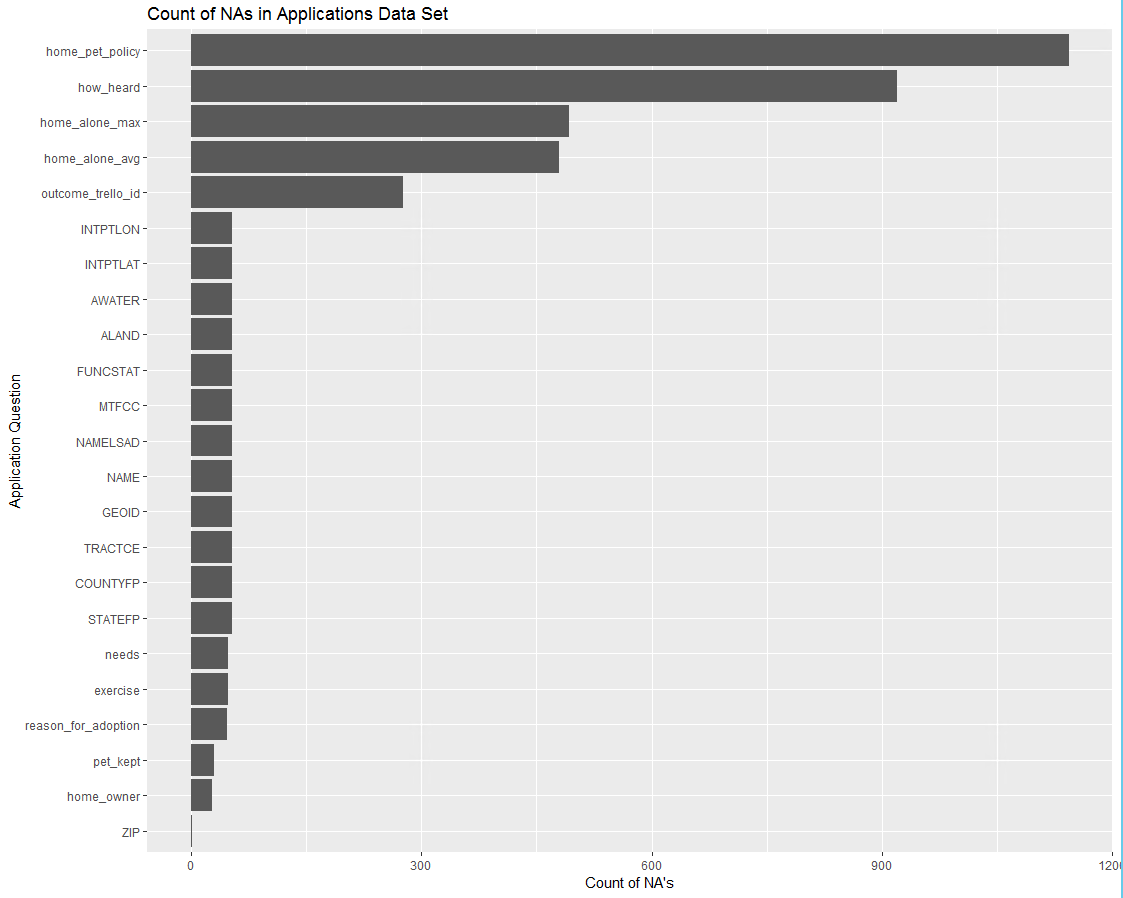 Count of NAs in Applications Data Set
home_pet_policy
how_heard
home_alone_max
home_alone_avg
outcome_trello_id
INTPTLON
INTPTLAT
AWATER
ALAND
FUNCSTAT
MTFCC
NAMELSAD
NAME
GEOID
TRACTCE
COUNTYFP
STATEFP
needs
exercise
reason_for_adoption
pet_kept
home_owner
ZIP
Application Question
0 300 600 900 1200
Count of NA's